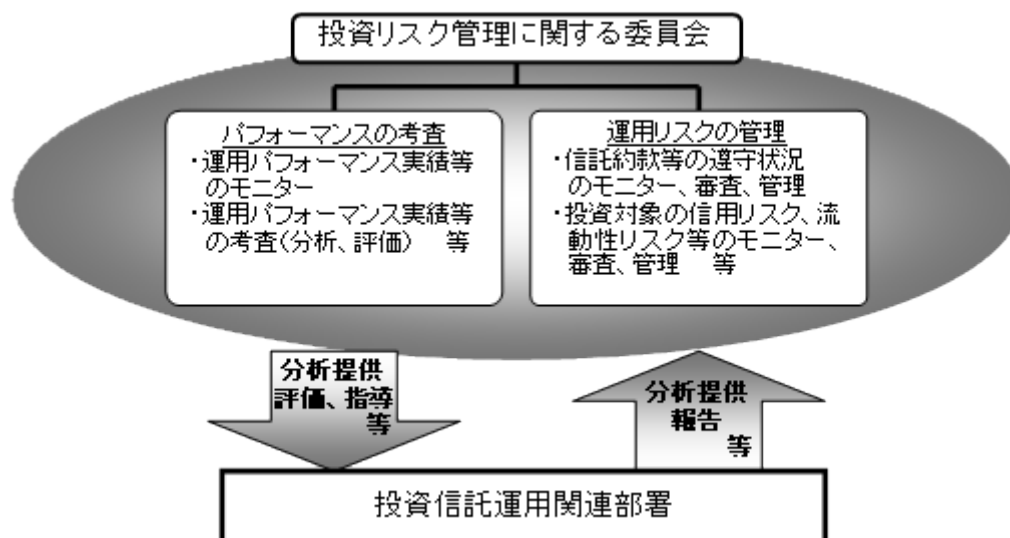 投資リスク管理に関する委員会
パフォーマンスの考査
・運用パフォーマンス実績等
のモニター
・運用パフォーマンス実績等
の考査(分析、評価) 等
運用リスクの管理
・信託約款等の遵守状況
のモニター、審査、管理
・投資対象の信用リスク、流
動性リスク等のモニター、
審査、管理 等
分析提供
評価、指導
等
分析提供
報告
等
投資信託運用関連部署